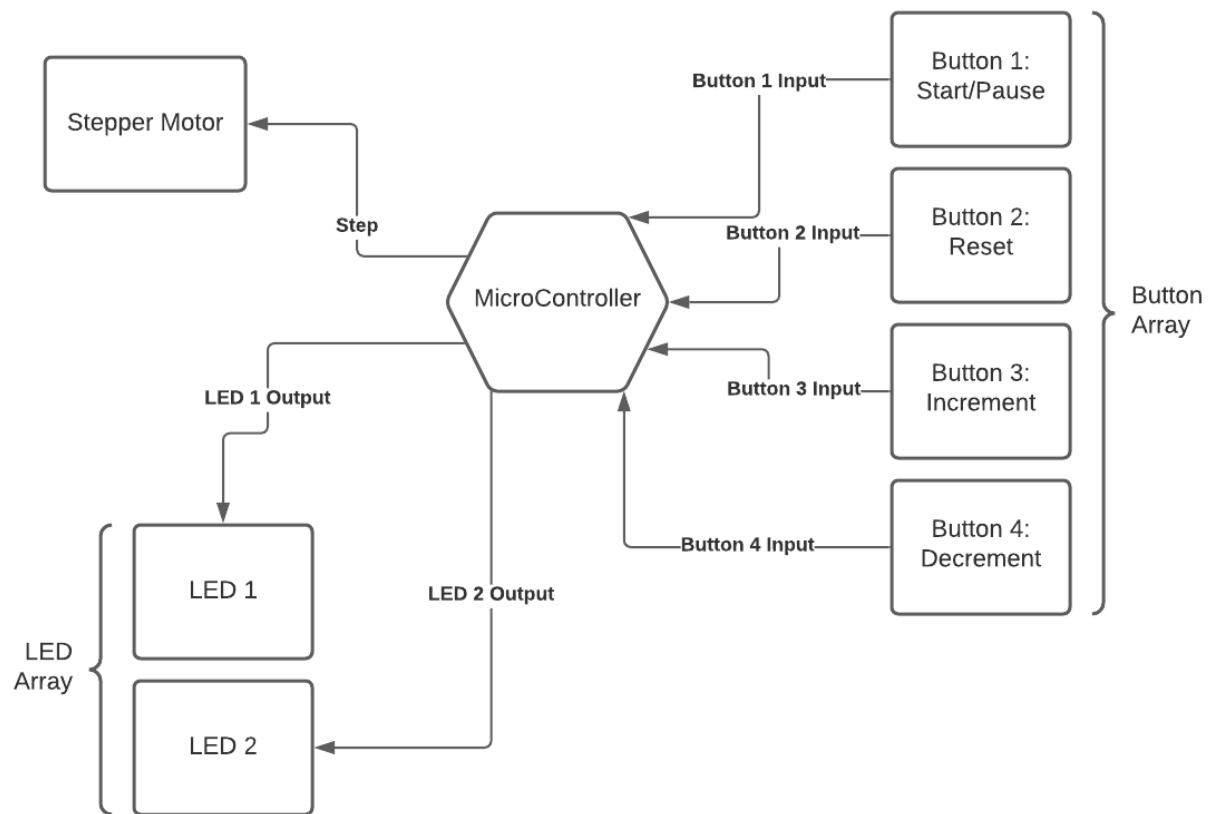 Stepper Motor
Step
MicroController
LED 1 Output
LED 2 Output
LED 1
LED 2
LED
Array
Button 1 Input
Button 2 Input
Button 3 Input
Button 4 Input
Button 1:
Start/Pause
Button 2:
Reset
Button 3:
Increment
Button 4:
Decrement
Button
Array